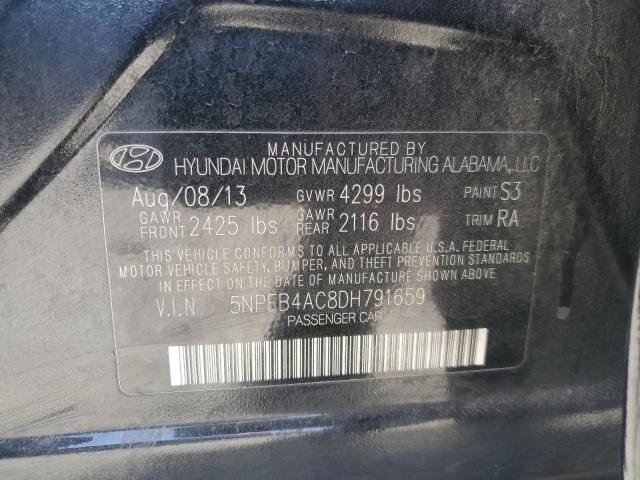 MANUFACTURED BY
HYUNDAI MOTOR MANUFACTURING ALABAMA, LLC
Aug/08/13 GVWR 4299 lbs PAINT S3
GAWR FRONT 2425 lbs GAWR REAR 2116 lbs TRIM RA
THIS VEHICLE CONFORMS TO ALL APPLICABLE U.S.A. FEDERAL
MOTOR VEHICLE SAFETY, BUMPER, AND THEFT PREVENTION STANDARDS
IN EFFECT ON THE DATE OF MANUFACTURE SHOWN ABOVE.
V.I.N 5NPEB4AC8DH791659
PASSENGER CAR